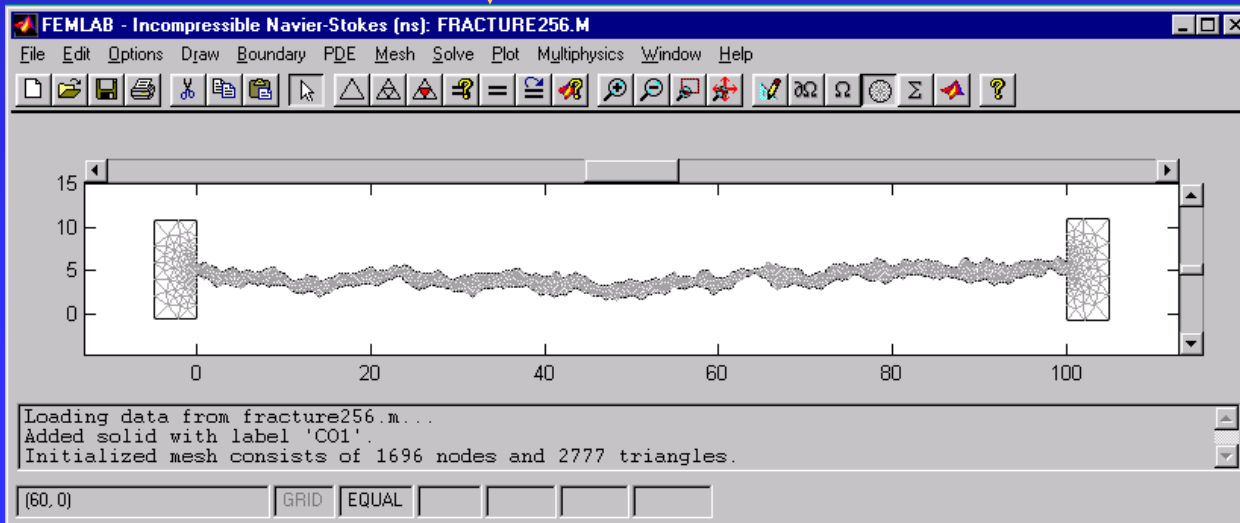 FEMLAB - Incompressible Navier-Stokes (ns): FRACTURE256.M
File Edit Options Draw Boundary PDE Mesh Solve Plot Multiphysics Window Help
= ∂Ω Ω Σ ?
15
10
5
0
0 20 40 60 80 100
Loading data from fracture256.m...
Added solid with label 'CO1'.
Initialized mesh consists of 1696 nodes and 2777 triangles.
(60, 0) GRID EQUAL